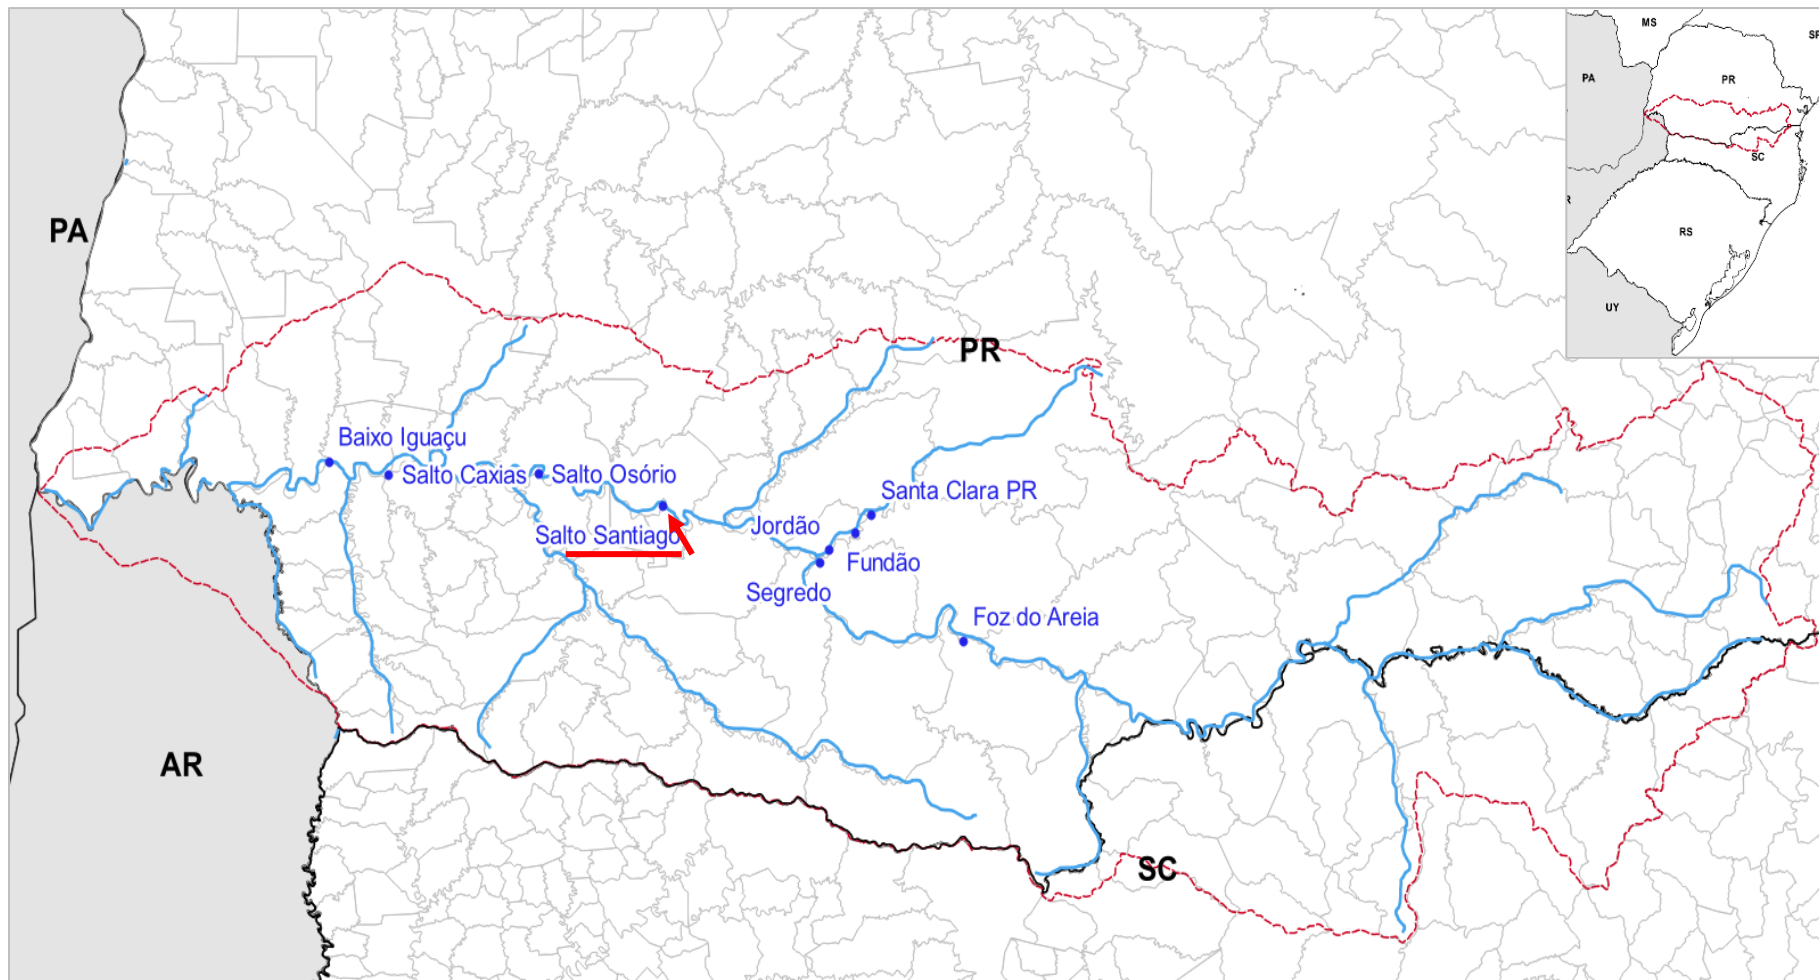 MS
SP
PA
PR
SC
R
RS
UY
PA
PR
Baixo Iguaçu
Salto Caxias
Salto Osório
Santa Clara PR
Jordão
Salto Santiago
Fundão
Segredo
Foz do Areia
AR
SC